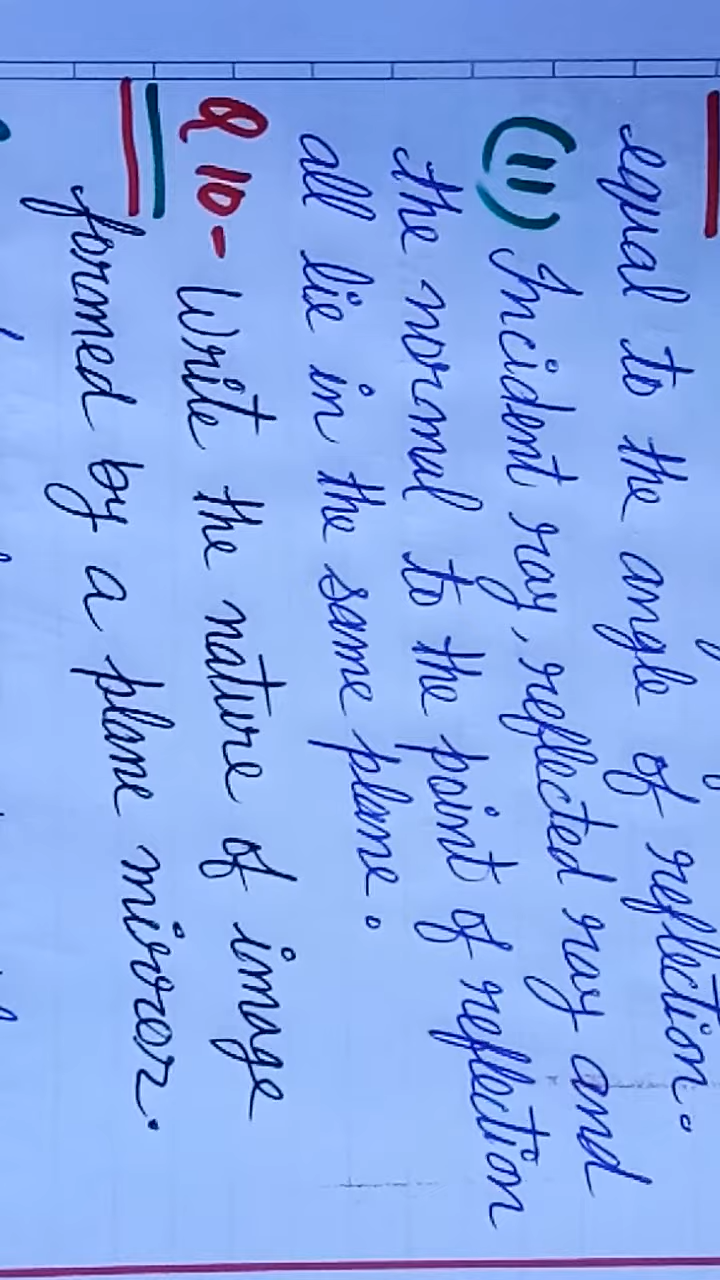 equal to the angle of reflection.
(11) Incident ray, reflected ray and
the normal to the point of reflection
all lie in the same plane.
Q 10- Write the nature of image
formed by a plane mirror.